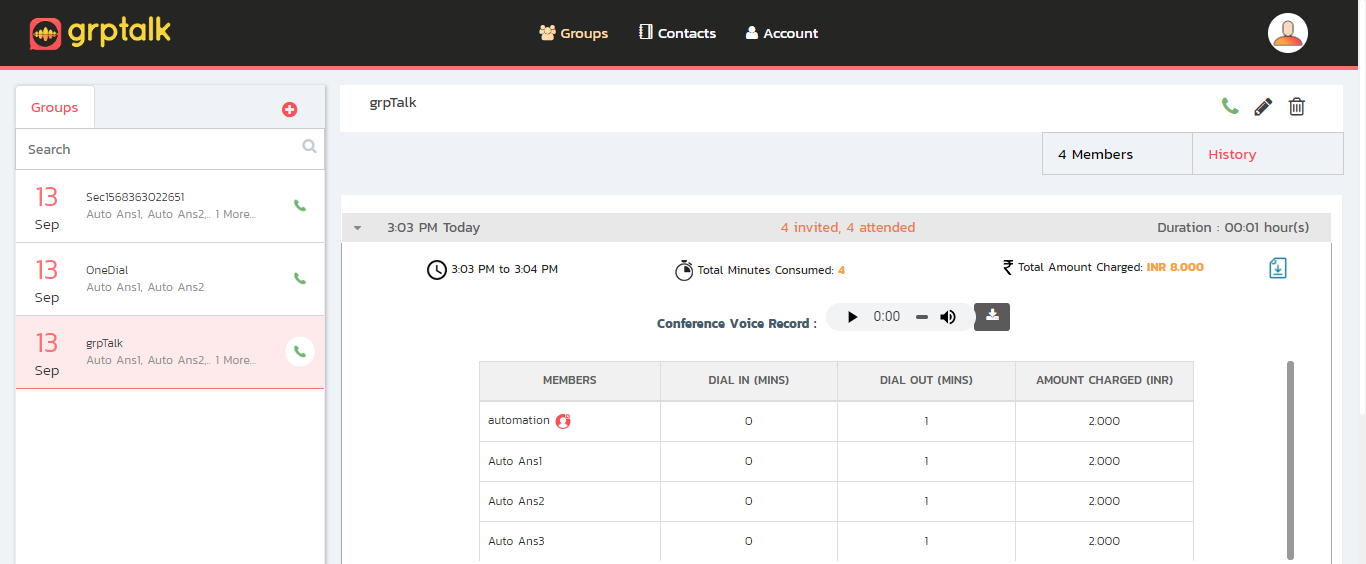 grptalk
Groups Contacts Account
Groups
Search
13 Sep
Sec1568363022651
Auto Ans1, Auto Ans2,.. 1 More...
13 Sep
OneDial
Auto Ans1, Auto Ans2
13 Sep
grpTalk
Auto Ans1, Auto Ans2,.. 1 More...
grpTalk
4 Members History
3:03 PM Today 4 invited, 4 attended Duration : 00:01 hour(s)
3:03 PM to 3:04 PM Total Minutes Consumed: 4 ₹ Total Amount Charged: INR 8.000
Conference Voice Record : 0:00
MEMBERS DIAL IN (MINS) DIAL OUT (MINS) AMOUNT CHARGED (INR)
automation 0 1 2.000
Auto Ans1 0 1 2.000
Auto Ans2 0 1 2.000
Auto Ans3 0 1 2.000